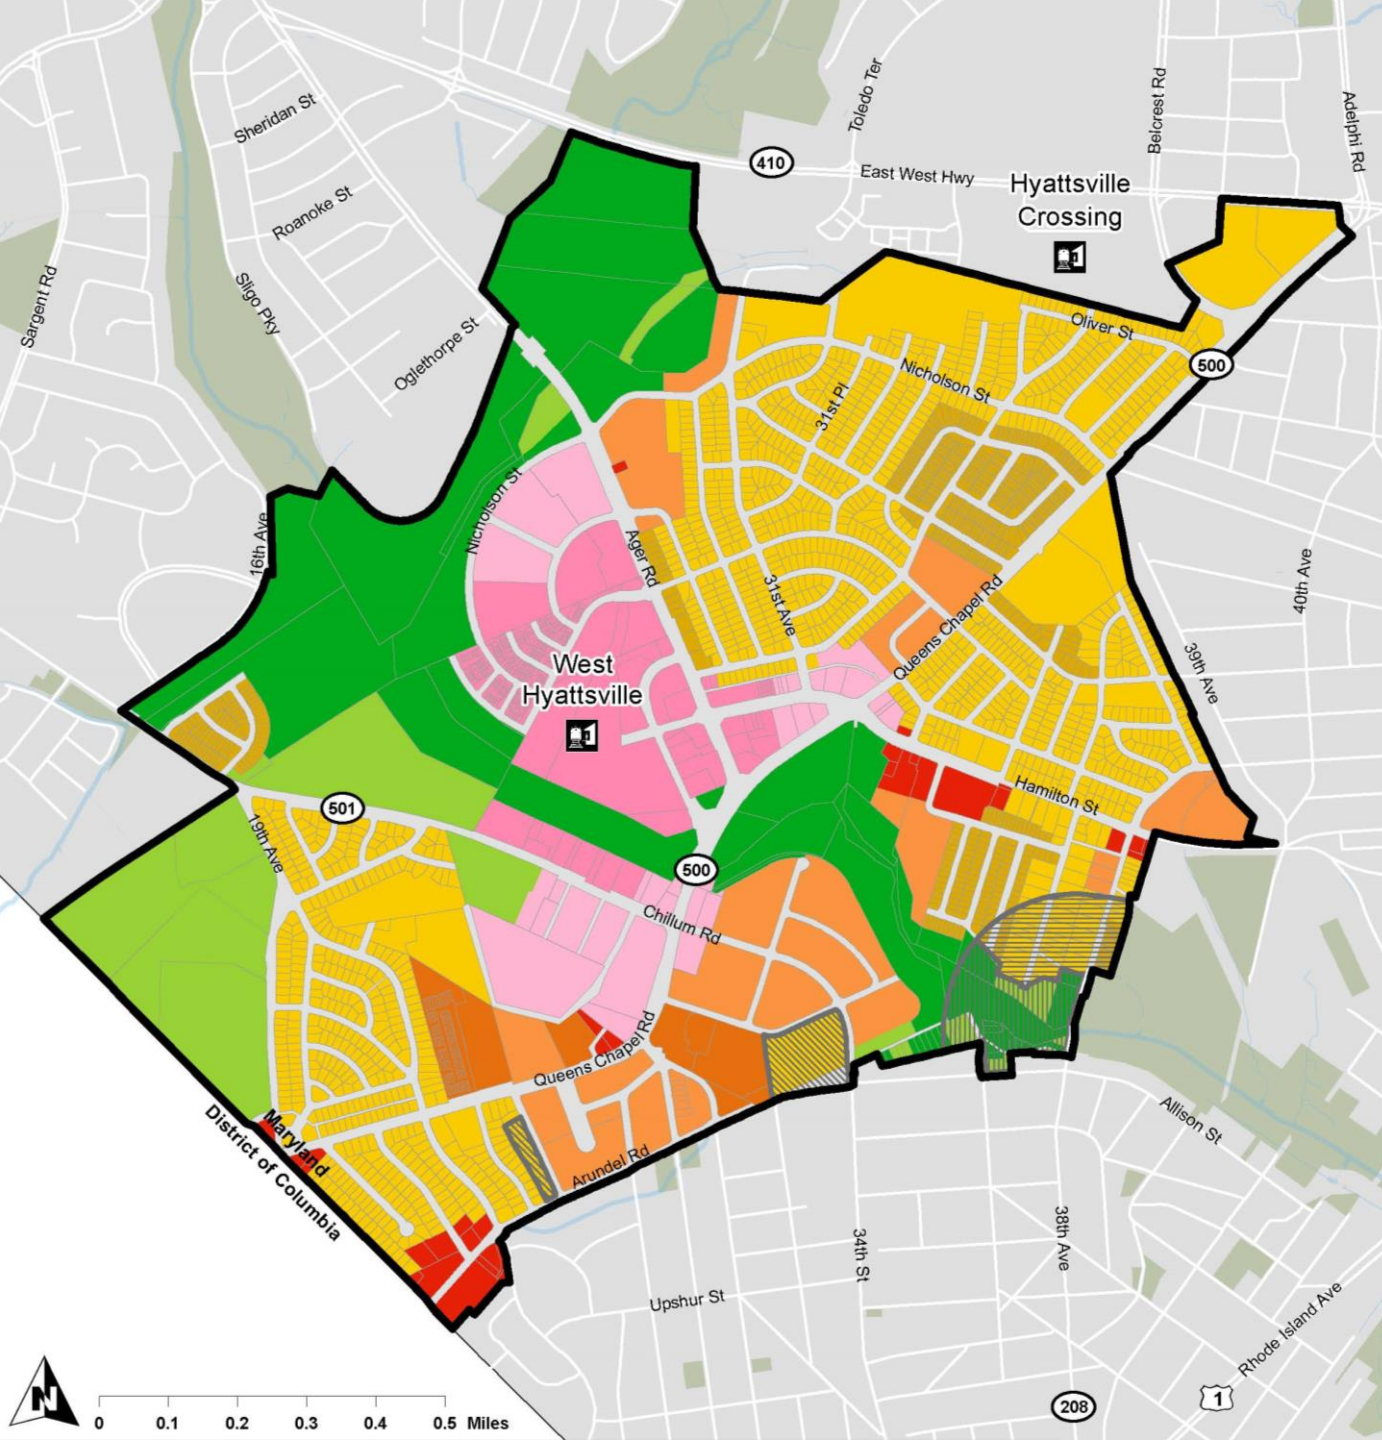 Toledo Ter
Belcrest Rd
Adelphi Rd
Sheridan St
410
East West Hwy
Hyattsville
Crossing
Roanoke St
Sargent Rd
Sligo Pky
Oglethorpe St
Oliver St
500
Nicholson St
31st Pl
Nicholson St
16th Ave
Ager Rd
31st Ave
Queens Chapel Rd
40th Ave
39th Ave
West
Hyattsville
Hamilton St
501
19th Ave
500
Chillum Rd
Queens Chapel Rd
Maryland
District of Columbia
Arundel Rd
Allison St
34th St
38th Ave
Upshur St
Rhode Island Ave
N
0 0.1 0.2 0.3 0.4 0.5 Miles
208
1